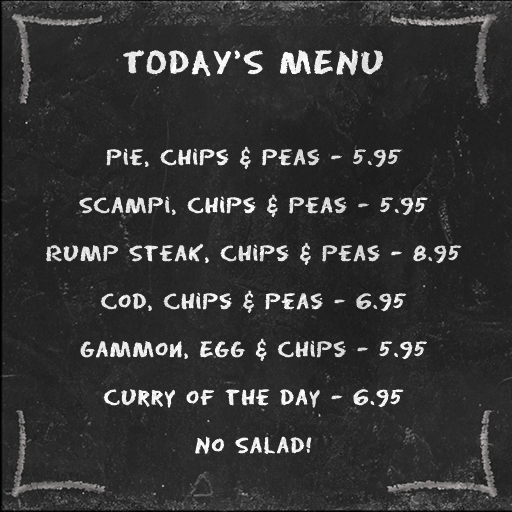 TODAY'S MENU
PIE, CHIPS & PEAS - 5.95
SCAMPI, CHIPS & PEAS - 5.95
RUMP STEAK, CHIPS & PEAS - 8.95
COD, CHIPS & PEAS - 6.95
GAMMON, EGG & CHIPS - 5.95
CURRY OF THE DAY - 6.95
NO SALAD!